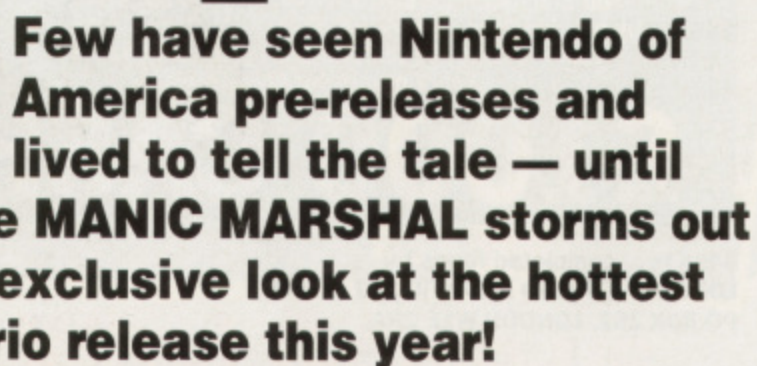 Few have seen Nintendo of
America pre-releases and
lived to tell the tale — until
MANIC MARSHAL storms out
exclusive look at the hottest
release this year!